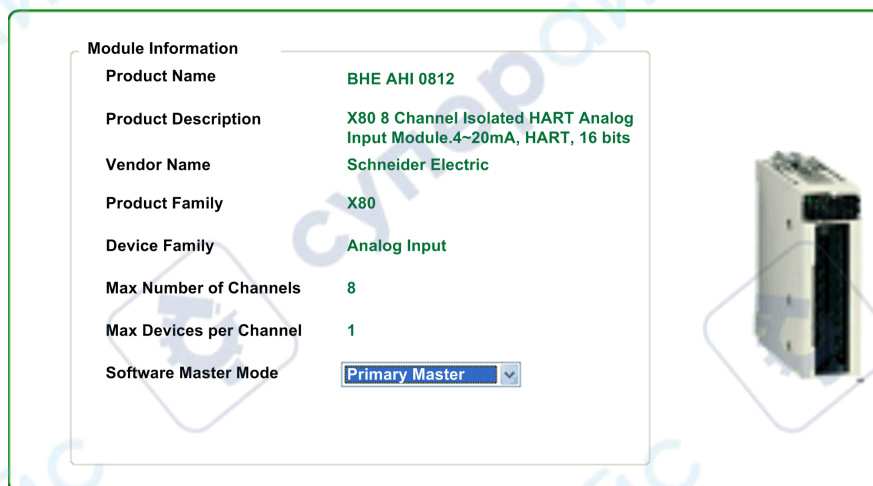 Module Information
Product Name BHE AHI 0812
Product Description X80 8 Channel Isolated HART Analog
Input Module.4~20mA, HART, 16 bits
Vendor Name Schneider Electric
Product Family X80
Device Family Analog Input
Max Number of Channels 8
Max Devices per Channel 1
Software Master Mode Primary Master
супер